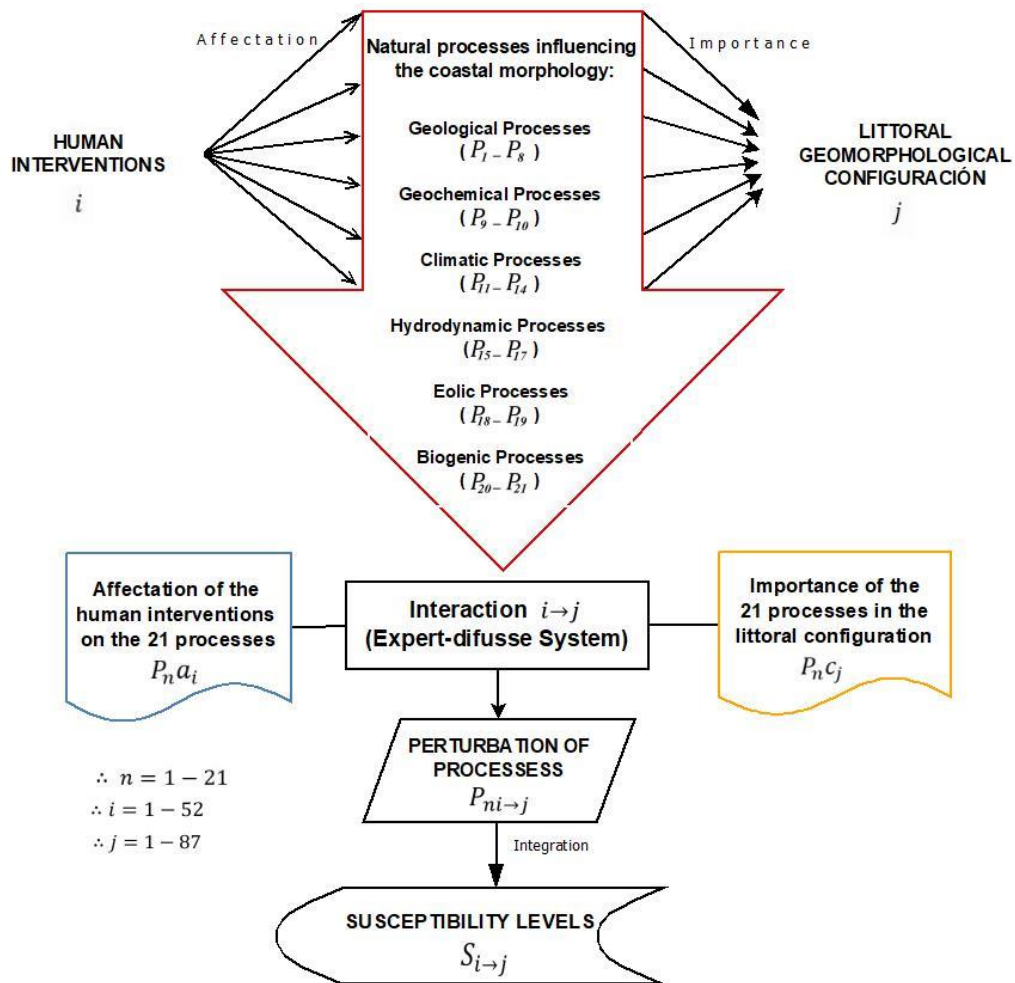 Affectation
Importance
Natural processes influencing
the coastal morphology:
HUMAN
INTERVENTIONS
i
Geological Processes
( P₁ – P₈ )
Geochemical Processes
( P₉ – P₁₀ )
Climatic Processes
( P₁₁ – P₁₄ )
Hydrodynamic Processes
(P₁₅ – P₁₇ )
Eolic Processes
( P₁₈ – P₁₉ )
Biogenic Processes
( P₂₀ – P₂₁ )
LITTORAL
GEOMORPHOLOGICAL
CONFIGURACIÓN
j
Affectation of the
human interventions
on the 21 processes
Pₙaᵢ
Interaction i→j
(Expert-difusse System)
Importance of the
21 processes in the
littoral configuration
Pₙcⱼ
PERTURBATION OF
PROCESSESS
Pₙᵢ→ⱼ
∴ n = 1 − 21
∴ i = 1 − 52
∴ j = 1 − 87
Integration
SUSCEPTIBILITY LEVELS
Sᵢ→ⱼ